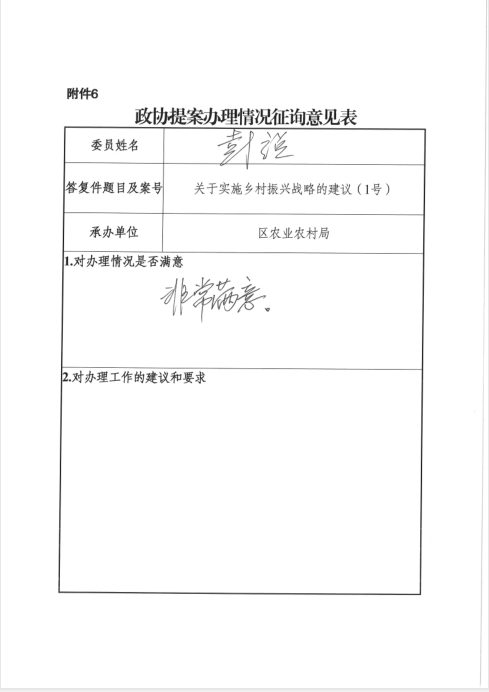 附件6
政协提案办理情况征询意见表
委员姓名
答复件题目及案号 关于实施乡村振兴战略的建议（1号）
承办单位 区农业农村局
1.对办理情况是否满意
非常满意。
2.对办理工作的建议和要求